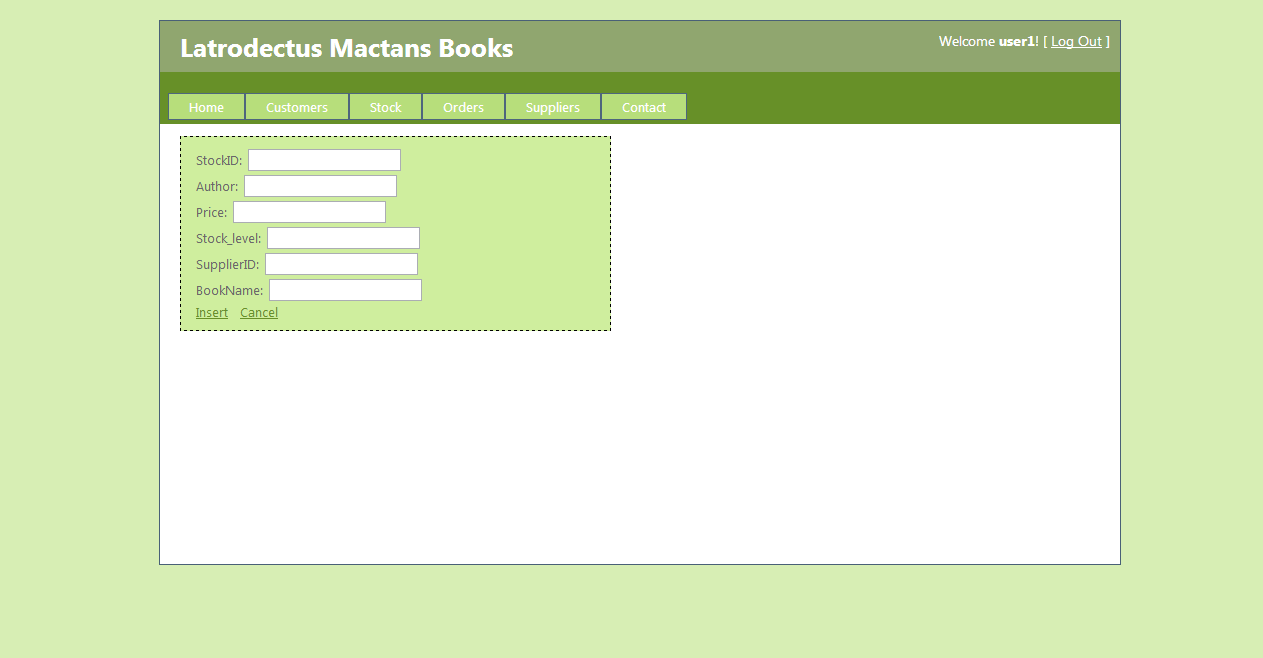 Latrodectus Mactans Books
Welcome user1! [ Log Out ]
Home Customers Stock Orders Suppliers Contact
StockID:
Author:
Price:
Stock_level:
SupplierID:
BookName:
Insert Cancel